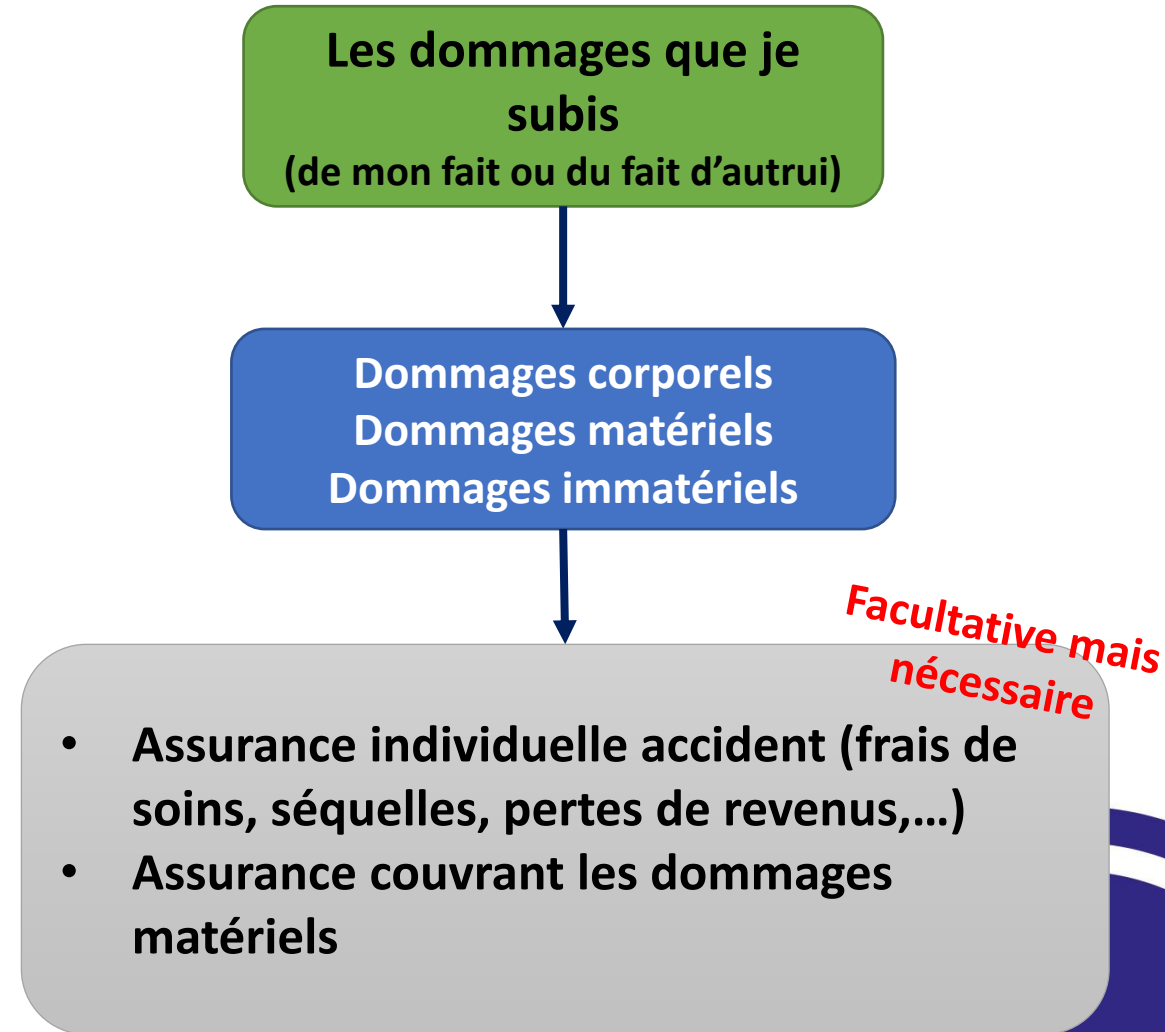 Les dommages que je
subis
(de mon fait ou du fait d’autrui)
Dommages corporels
Dommages matériels
Dommages immatériels
Facultative mais
nécessaire
• Assurance individuelle accident (frais de
soins, séquelles, pertes de revenus,…)
• Assurance couvrant les dommages
matériels